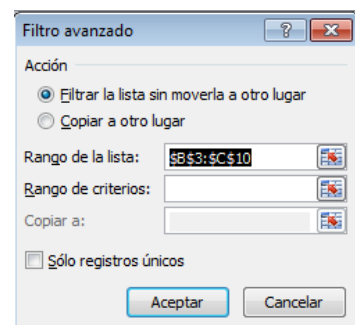 Filtro avanzado
Acción
Filtrar la lista sin moverla a otro lugar
Copiar a otro lugar
Rango de la lista: $B$3:$C$10
Rango de criterios:
Copiar a:
Sólo registros únicos
Aceptar Cancelar